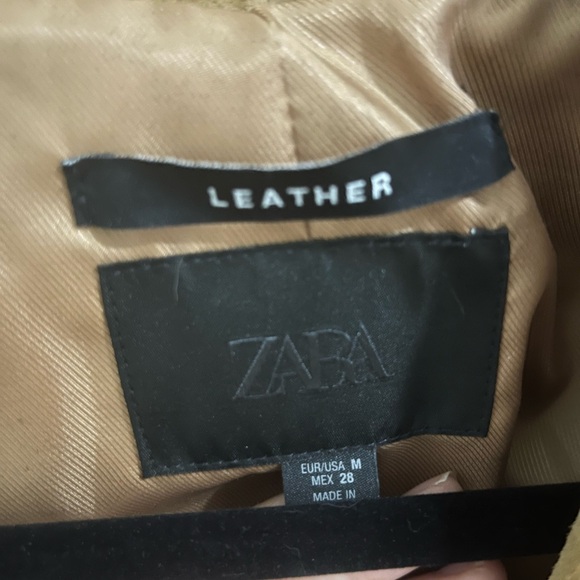 LEATHER
ZARA
EUR/USA M
MEX 28
MADE IN